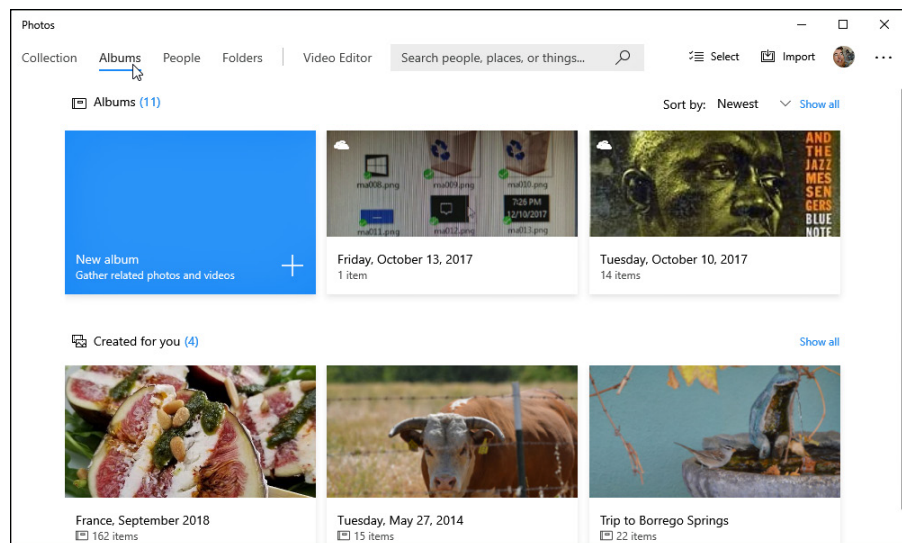 Photos
Collection Albums People Folders Video Editor Search people, places, or things... Select Import
Albums (11) Sort by: Newest Show all
ma008.png ma009.png ma010.png
7:26 PM
12/10/2017
ma011.png ma012.png ma013.png
AND
THE
JAZZ
MES
SEN
GERS
BLUE
NOTE
New album
Gather related photos and videos
Friday, October 13, 2017
1 item
Tuesday, October 10, 2017
14 items
Created for you (4) Show all
France, September 2018
162 items
Tuesday, May 27, 2014
15 items
Trip to Borrego Springs
22 items